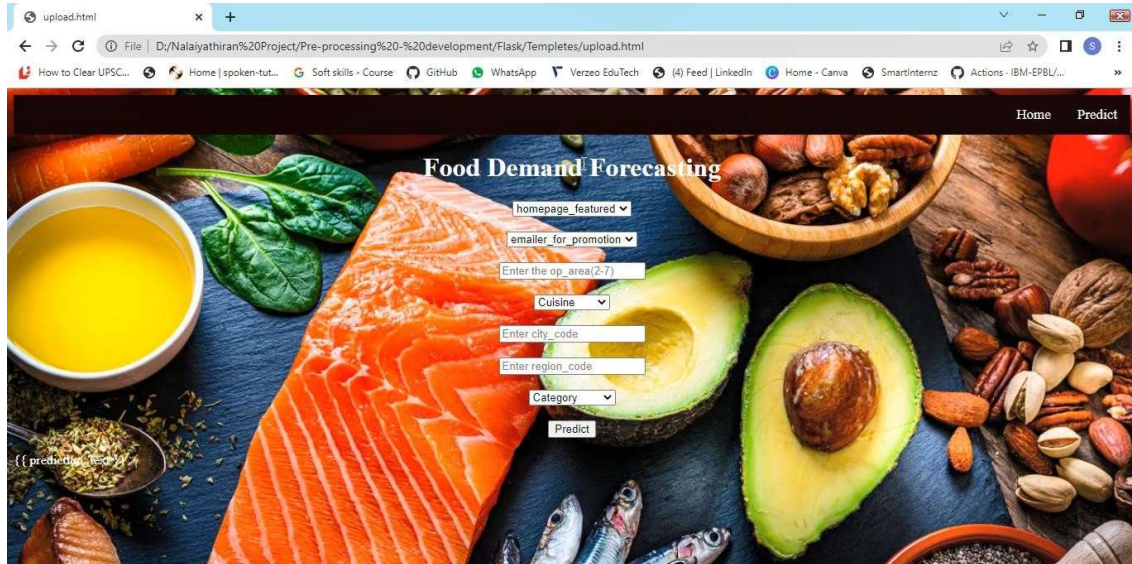 upload.html
File | D:/Nalaiyathiran%20Project/Pre-processing%20-%20development/Flask/Templetes/upload.html
S
How to Clear UPSC... Home | spoken-tut... Soft skills - Course GitHub WhatsApp Verzeo EduTech (4) Feed | LinkedIn Home - Canva SmartInternz Actions · IBM-EPBL/... »
Home Predict
Food Demand Forecasting
homepage_featured
emailer_for_promotion
Enter the op_area(2-7)
Cuisine
Enter city_code
Enter region_code
Category
Predict
{{ prediction_text }}